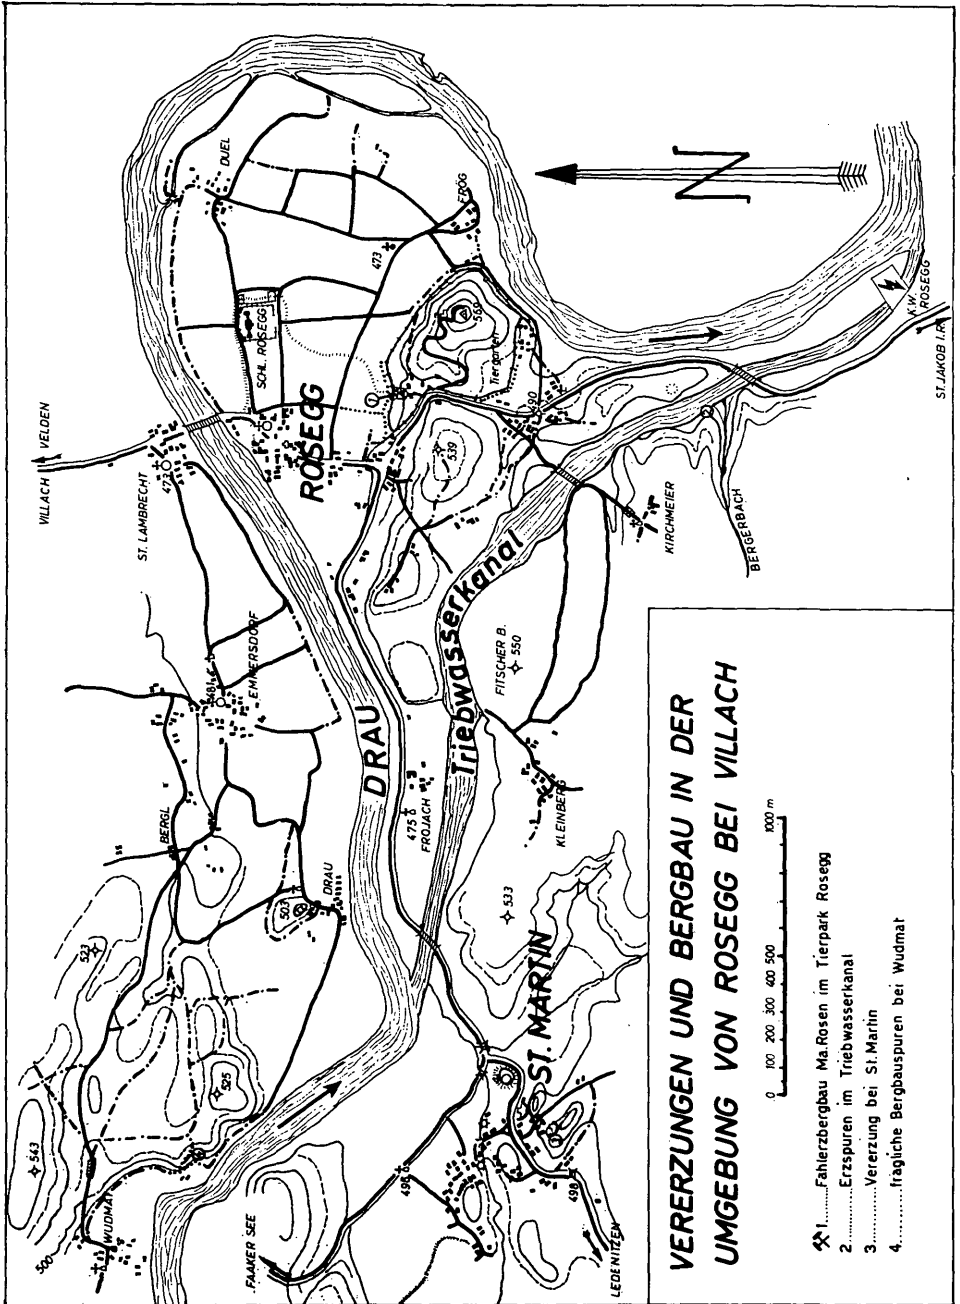 VERERZUNGEN UND BERGBAU IN DER
UMGEBUNG VON ROSEGG BEI VILLACH
0 100 200 300 400 500 1000 m
1........Fahlerzbergbau Ma.Rosen im Tierpark Rosegg
2........Erzspuren im Triebwasserkanal
3........Vererzung bei St.Martin
4........fragliche Bergbauspuren bei Wudmat
N
VILLACH
VELDEN
ST. LAMBRECHT
473
DUEL
SCHL. ROSEGG
ROSEGG
FRÖG
473
Tiergarten
490
539
1
EMMERSDORF
481
BERGL
DRAU
503
523
525
543
500
WUDMAT
DRAU
475
FROJACH
Triebwasserkanal
FITSCHER B.
550
KLEINBERG
533
KIRCHMEIER
BERGERBACH
K.W.
ROSEGG
ST. JAKOB I.R.
ST. MARTIN
496
498
FAAKER SEE
LEDENITZEN